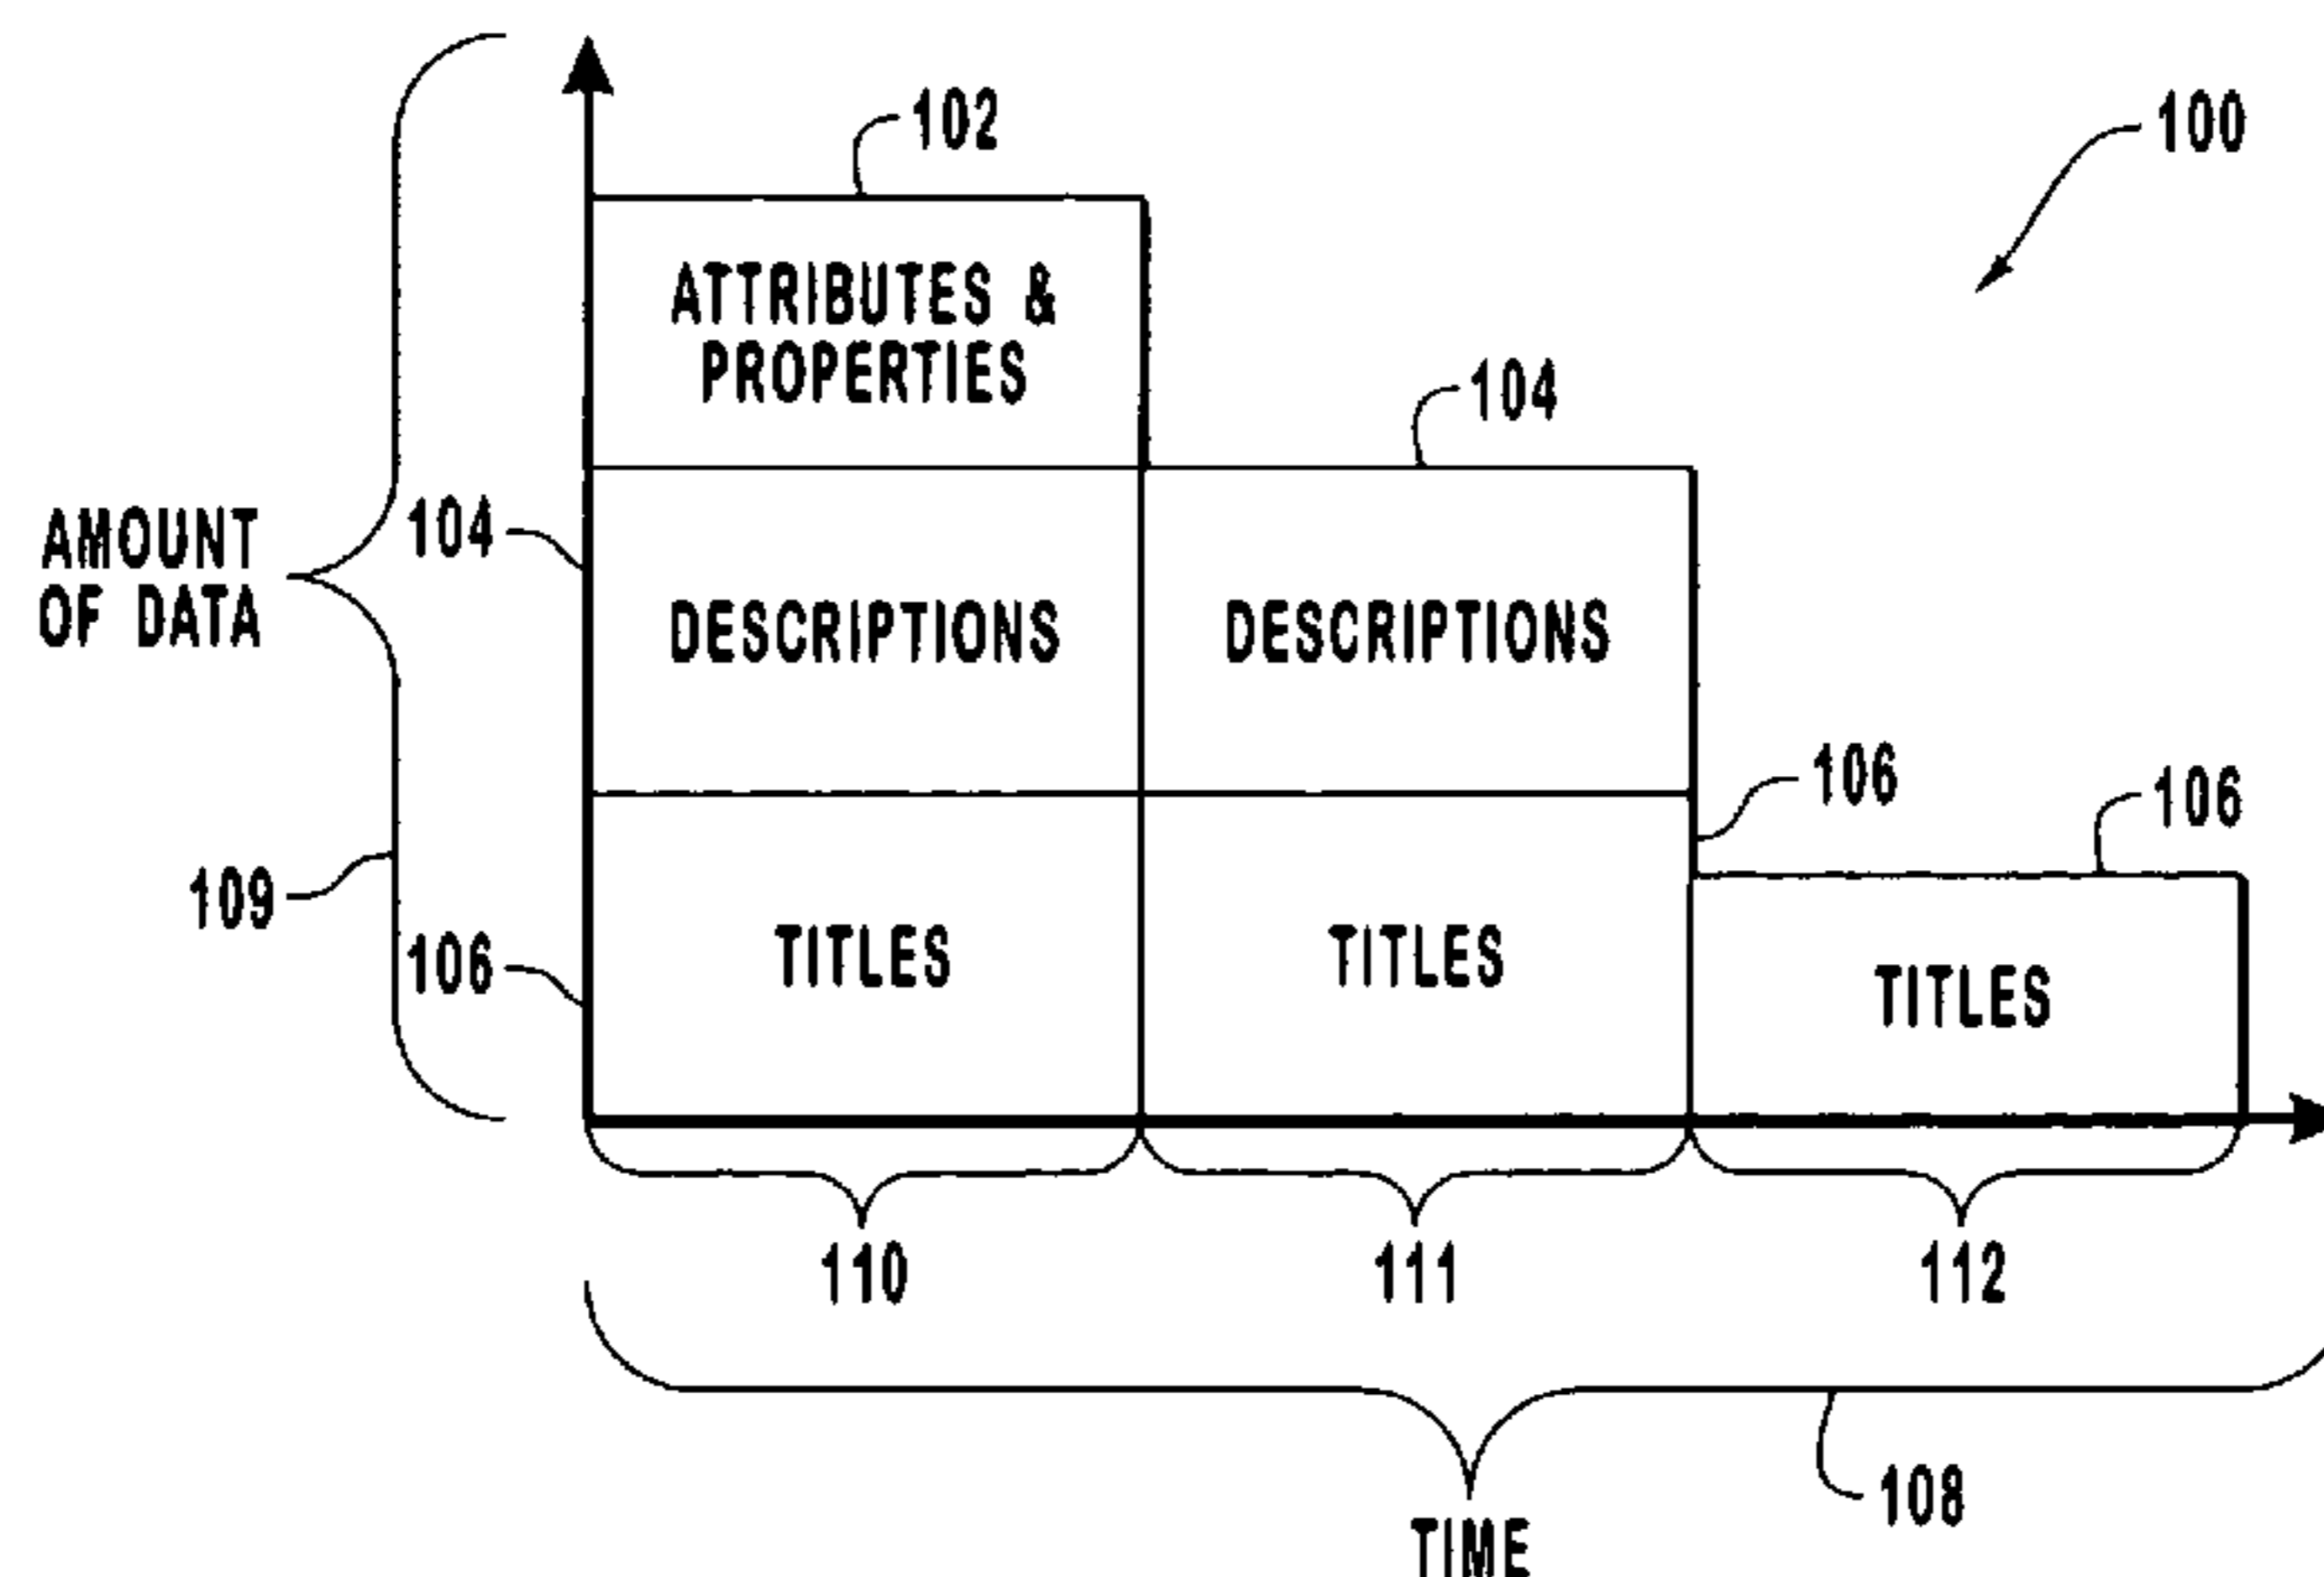 102
100
ATTRIBUTES &
PROPERTIES
104
AMOUNT
OF DATA
104
DESCRIPTIONS
DESCRIPTIONS
106
106
109
106
TITLES
TITLES
TITLES
110
111
112
108
TIME